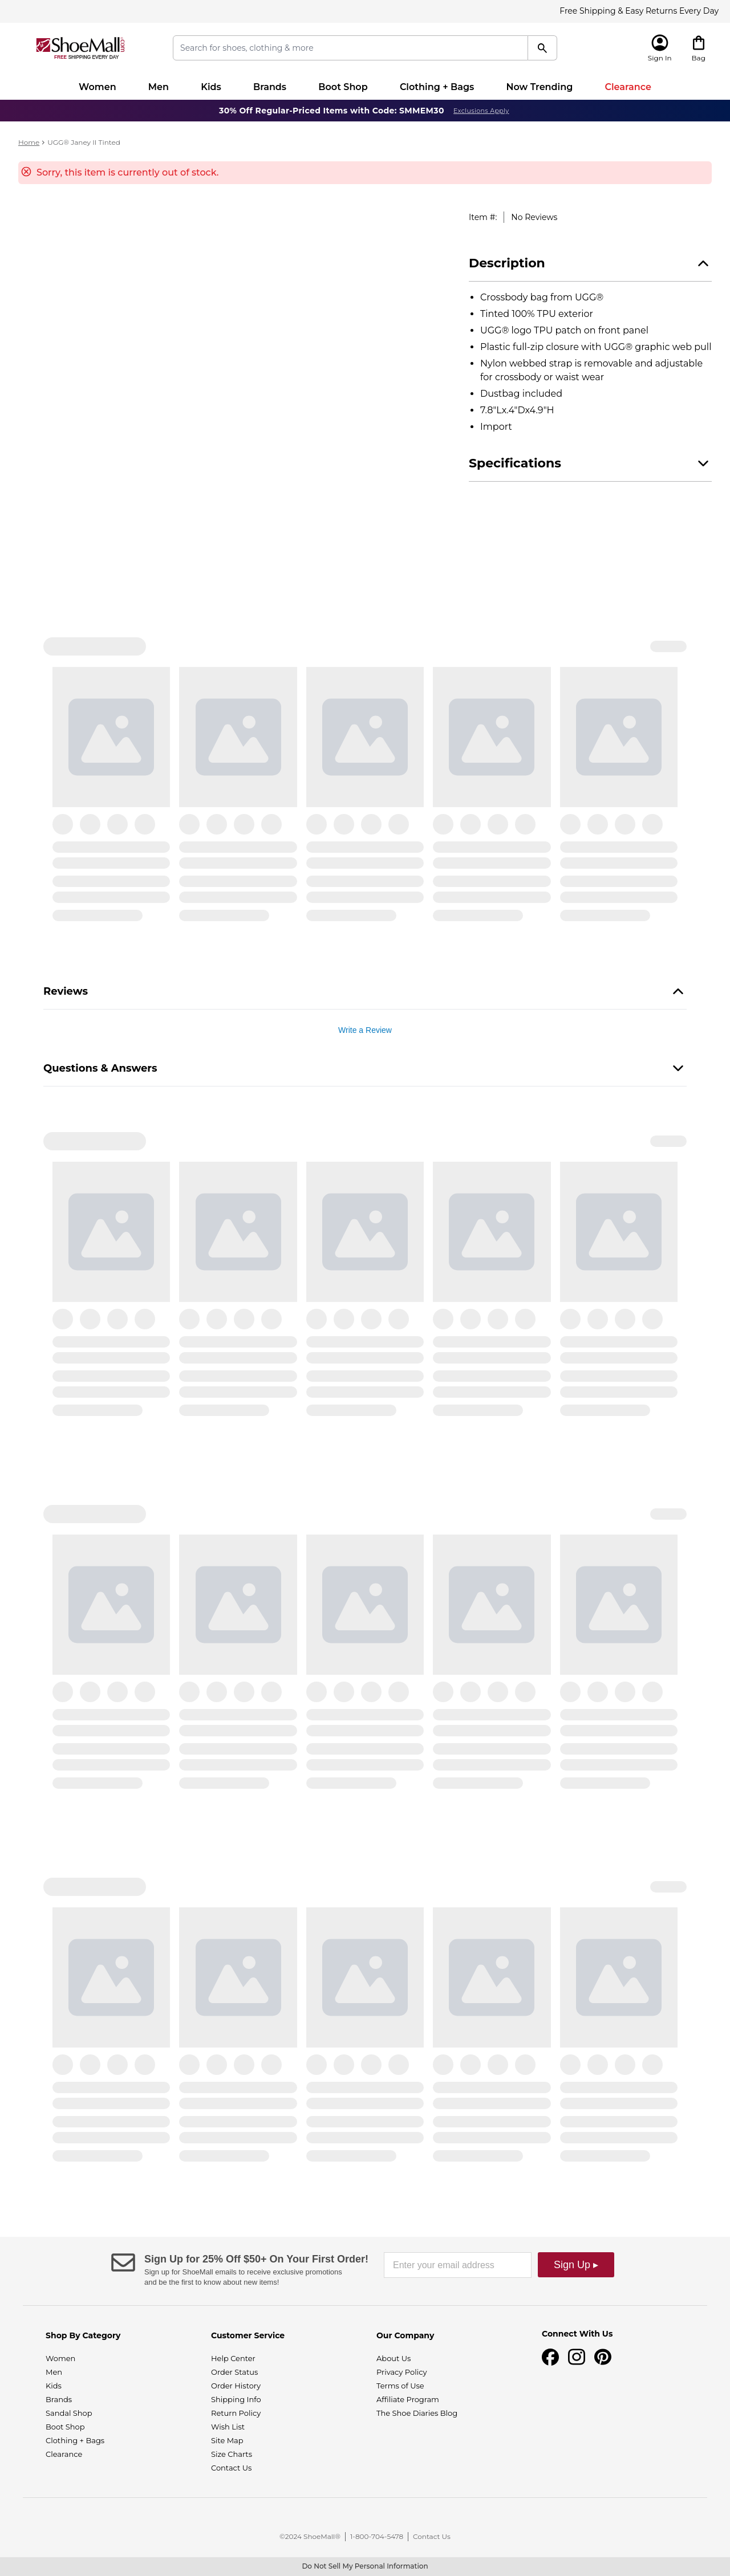 Free Shipping & Easy Returns Every Day
ShoeMall.com
FREE SHIPPING EVERY DAY
Search for shoes, clothing & more
Sign In
Bag
Women Men Kids Brands Boot Shop Clothing + Bags Now Trending Clearance
30% Off Regular-Priced Items with Code: SMMEM30 Exclusions Apply
Home › UGG® Janey II Tinted
Sorry, this item is currently out of stock.
Item #: No Reviews
Description
• Crossbody bag from UGG®
• Tinted 100% TPU exterior
• UGG® logo TPU patch on front panel
• Plastic full-zip closure with UGG® graphic web pull
• Nylon webbed strap is removable and adjustable
for crossbody or waist wear
• Dustbag included
• 7.8"Lx.4"Dx4.9"H
• Import
Specifications
Reviews
Write a Review
Questions & Answers
Sign Up for 25% Off $50+ On Your First Order!
Sign up for ShoeMall emails to receive exclusive promotions
and be the first to know about new items!
Enter your email address
Sign Up ▸
Shop By Category
Women
Men
Kids
Brands
Sandal Shop
Boot Shop
Clothing + Bags
Clearance
Customer Service
Help Center
Order Status
Order History
Shipping Info
Return Policy
Wish List
Site Map
Size Charts
Contact Us
Our Company
About Us
Privacy Policy
Terms of Use
Affiliate Program
The Shoe Diaries Blog
Connect With Us
©2024 ShoeMall® | 1-800-704-5478 | Contact Us
Do Not Sell My Personal Information